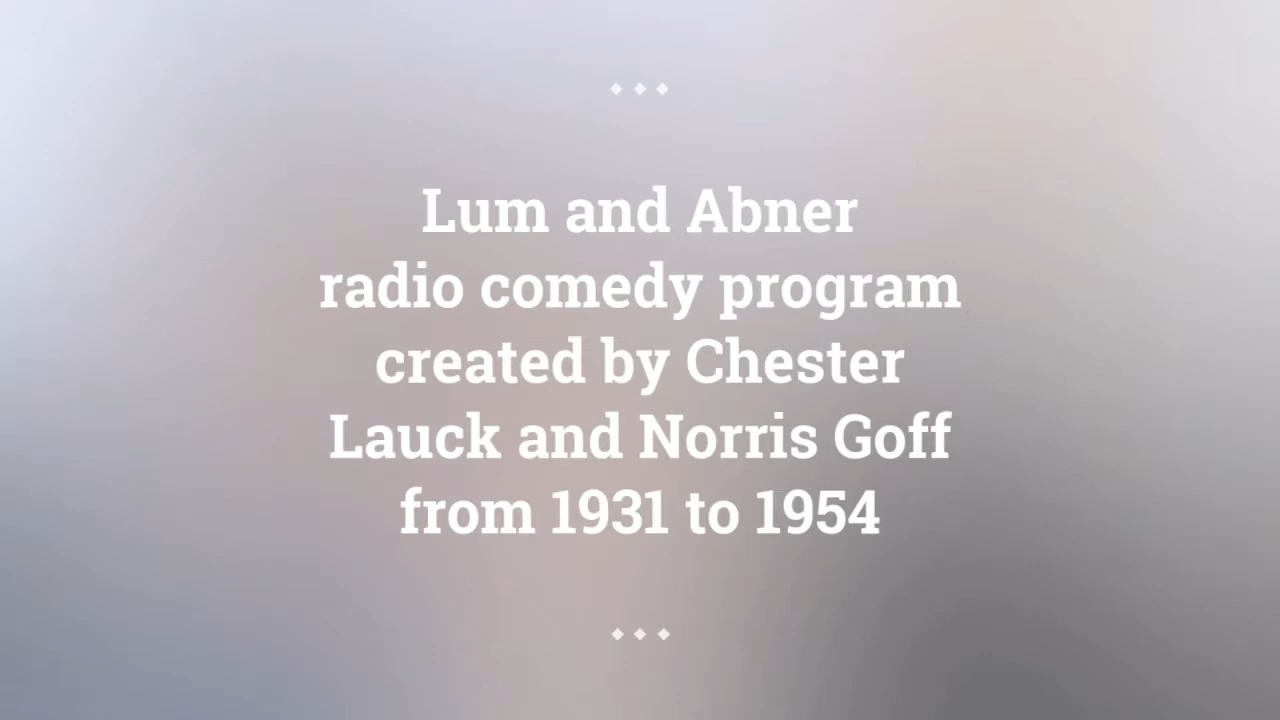 Lum and Abner
radio comedy program
created by Chester
Lauck and Norris Goff
from 1931 to 1954